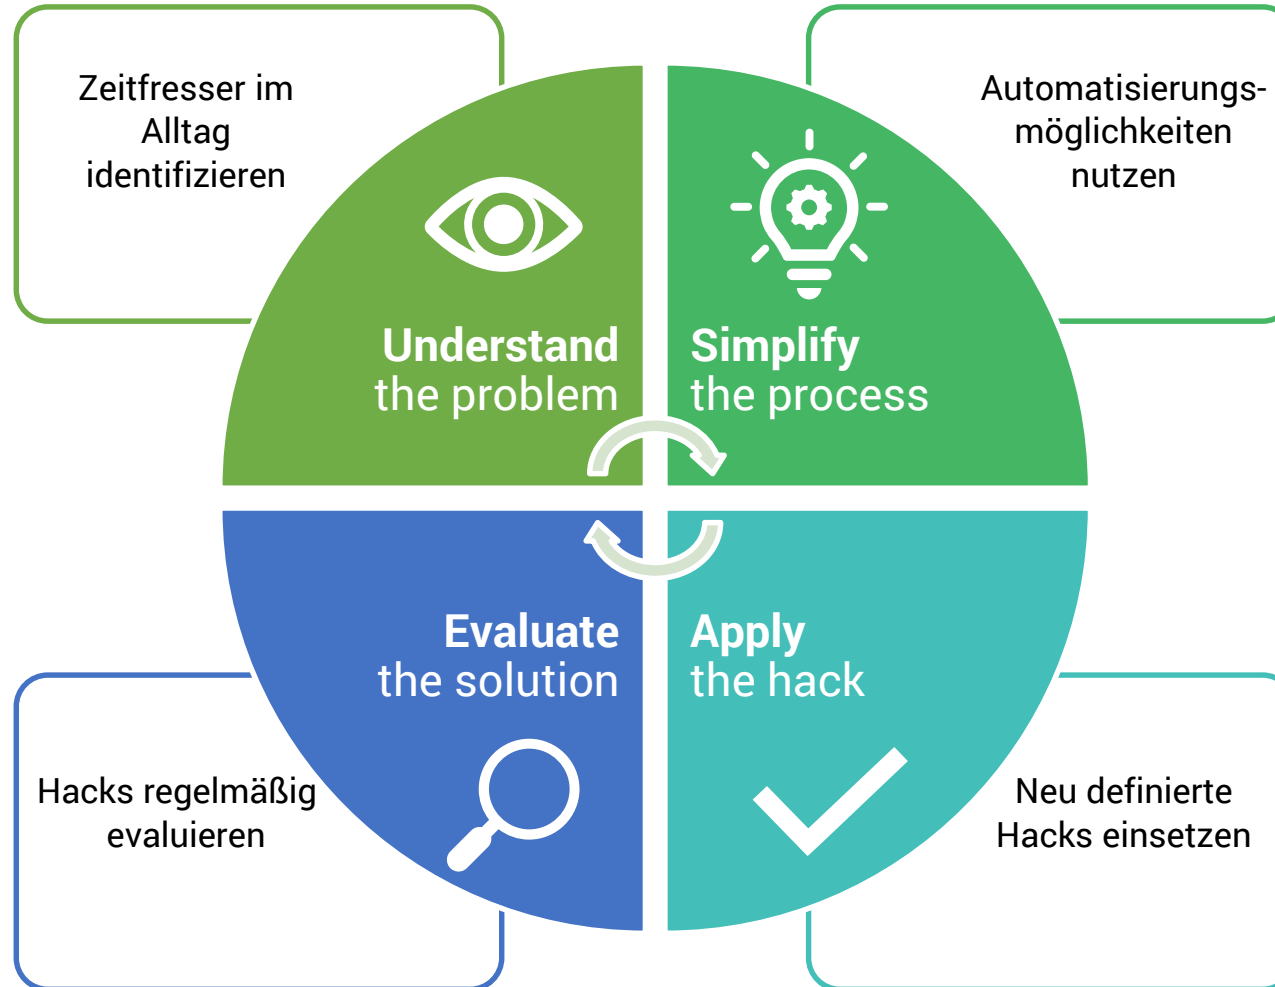 Zeitfresser im
Alltag
identifizieren
Automatisierungs-
möglichkeiten
nutzen
Understand
the problem
Simplify
the process
Evaluate
the solution
Apply
the hack
Hacks regelmäßig
evaluieren
Neu definierte
Hacks einsetzen